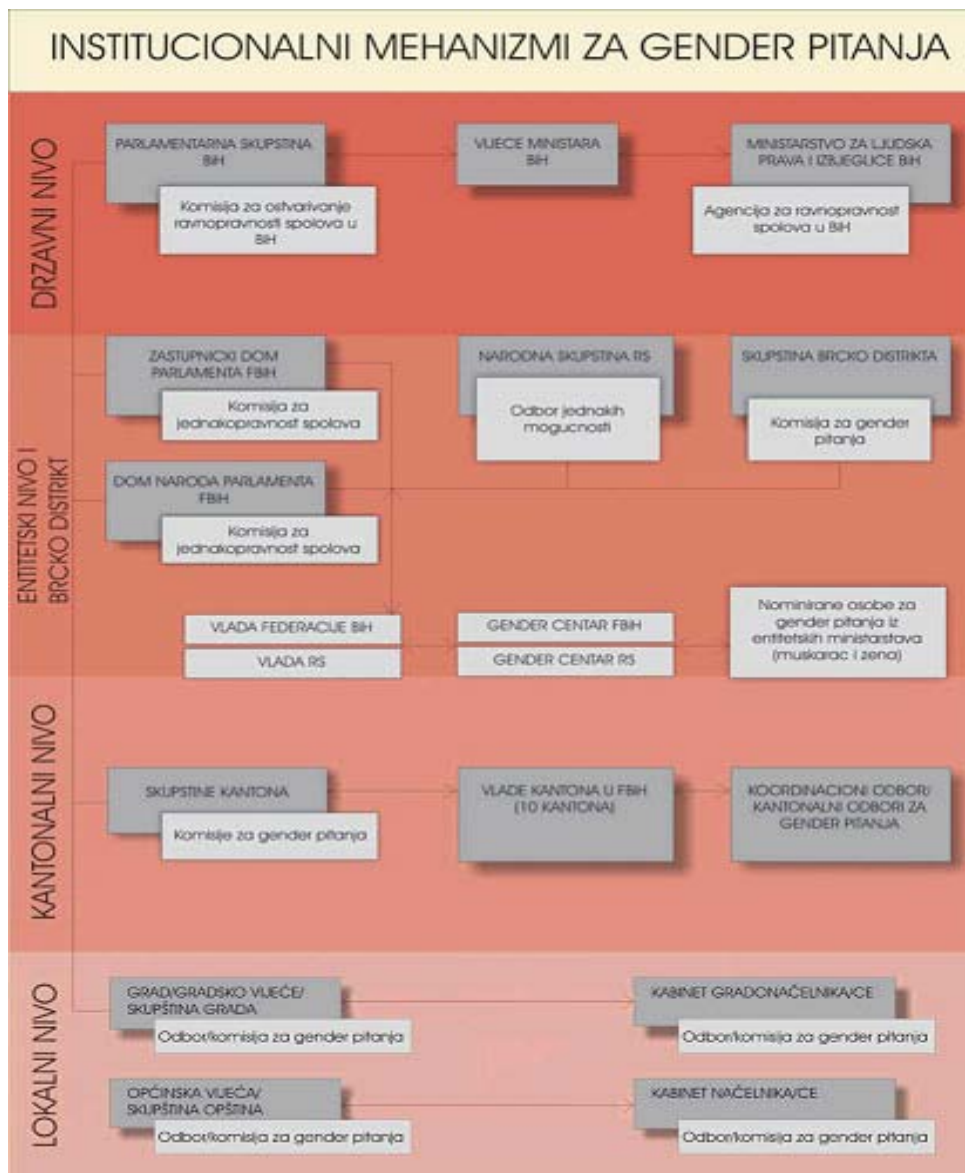 INSTITUCIONALNI MEHANIZMI ZA GENDER PITANJA
DRZAVNI NIVO
PARLAMENTARNA SKUPSTINA
BiH
Komisija za ostvarivanje
ravnopravnosti spolova u
BiH
VIJECE MINISTARA
BiH
MINISTARSTVO ZA LJUDSKA
PRAVA I IZBJEGLICE BiH
Agencija za ravnopravnost
spolova u BiH
ENTITETSKI NIVO I
BRCKO DISTRIKT
ZASTUPNICKI DOM
PARLAMENTA FBiH
Komisija za
jednakopravnost spolova
NARODNA SKUPSTINA RS
Odbor jednakih
mogucnosti
SKUPSTINA BRCKO DISTRIKTA
Komisija za gender
pitanja
DOM NARODA PARLAMENTA
FBiH
Komisija za
jednakopravnost spolova
VLADA FEDERACIJE BiH
VLADA RS
GENDER CENTAR FBiH
GENDER CENTAR RS
Nominirane osobe za
gender pitanja iz
entitetskih ministarstava
(muskarac i zena)
KANTONALNI NIVO
SKUPSTINE KANTONA
Komisije za gender pitanja
VLADE KANTONA U FBiH
(10 KANTONA)
KOORDINACIONI ODBOR/
KANTONALNI ODBORI ZA
GENDER PITANJA
LOKALNI NIVO
GRAD/GRADSKO VIJEĆE/
SKUPŠTINA GRADA
Odbor/komisija za gender pitanja
KABINET GRADONAČELNIKA/CE
Odbor/komisija za gender pitanja
OPĆINSKA VIJEĆA/
SKUPŠTINA OPŠTINA
Odbor/komisija za gender pitanja
KABINET NAČELNIKA/CE
Odbor/komisija za gender pitanja